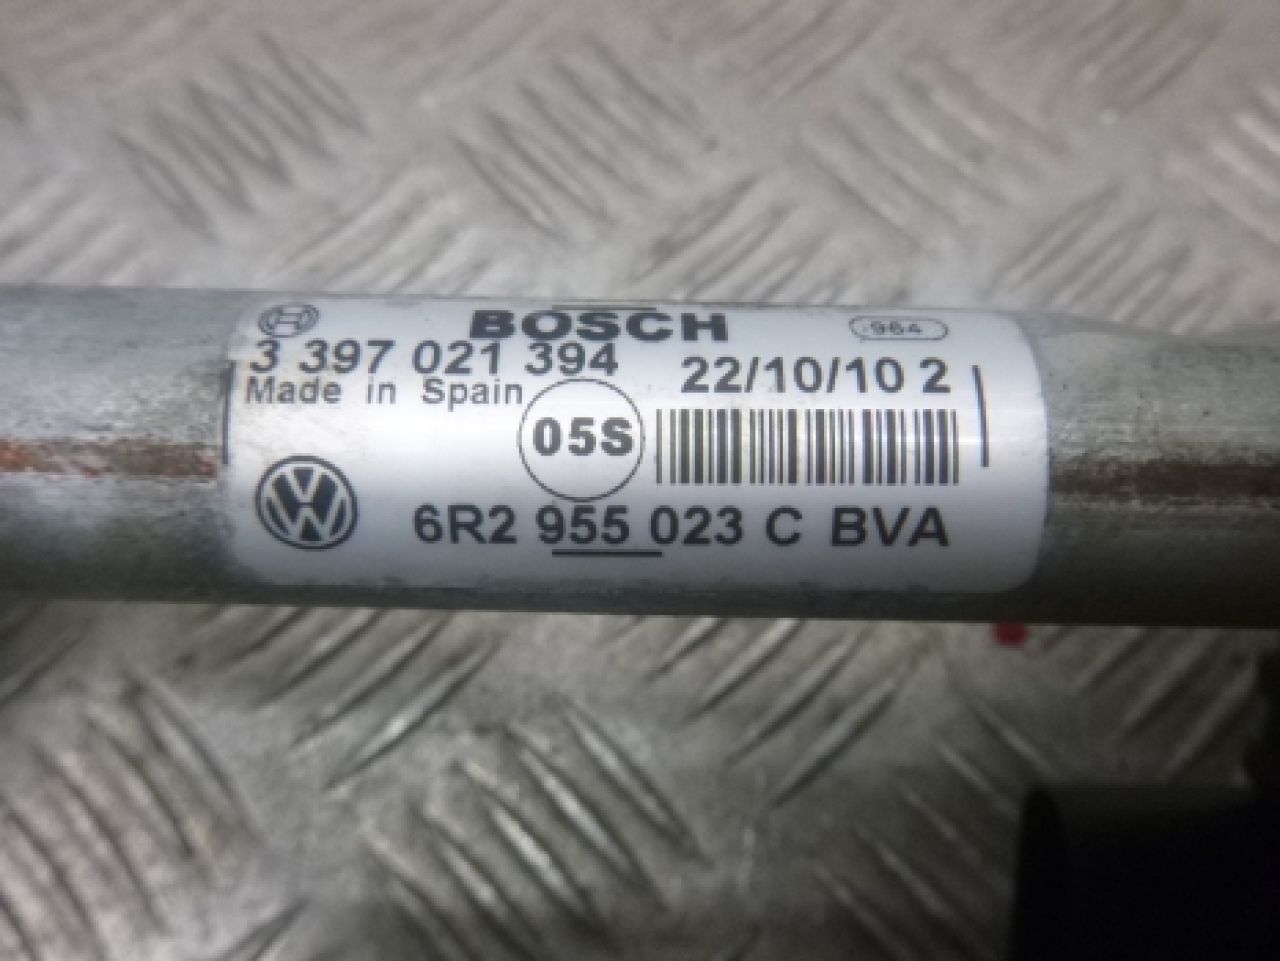 BOSCH 964
3 397 021 394 22/10/10 2
Made in Spain
05S
6R2 955 023 C BVA